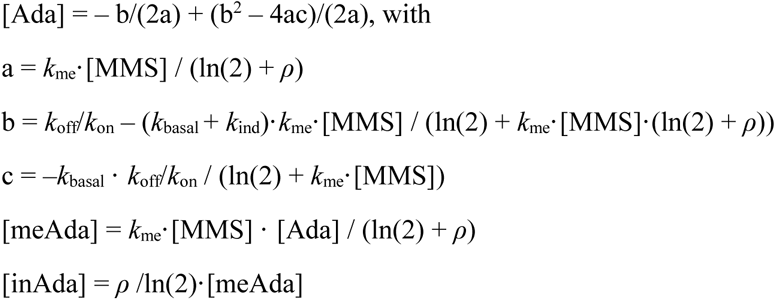 [Ada] = – b/(2a) + (b² – 4ac)/(2a), with
a = kme·[MMS] / (ln(2) + ρ)
b = koff/kon – (kbasal + kind)·kme·[MMS] / (ln(2) + kme·[MMS]·(ln(2) + ρ))
c = –kbasal · koff/kon / (ln(2) + kme·[MMS])
[meAda] = kme·[MMS] · [Ada] / (ln(2) + ρ)
[inAda] = ρ /ln(2)·[meAda]